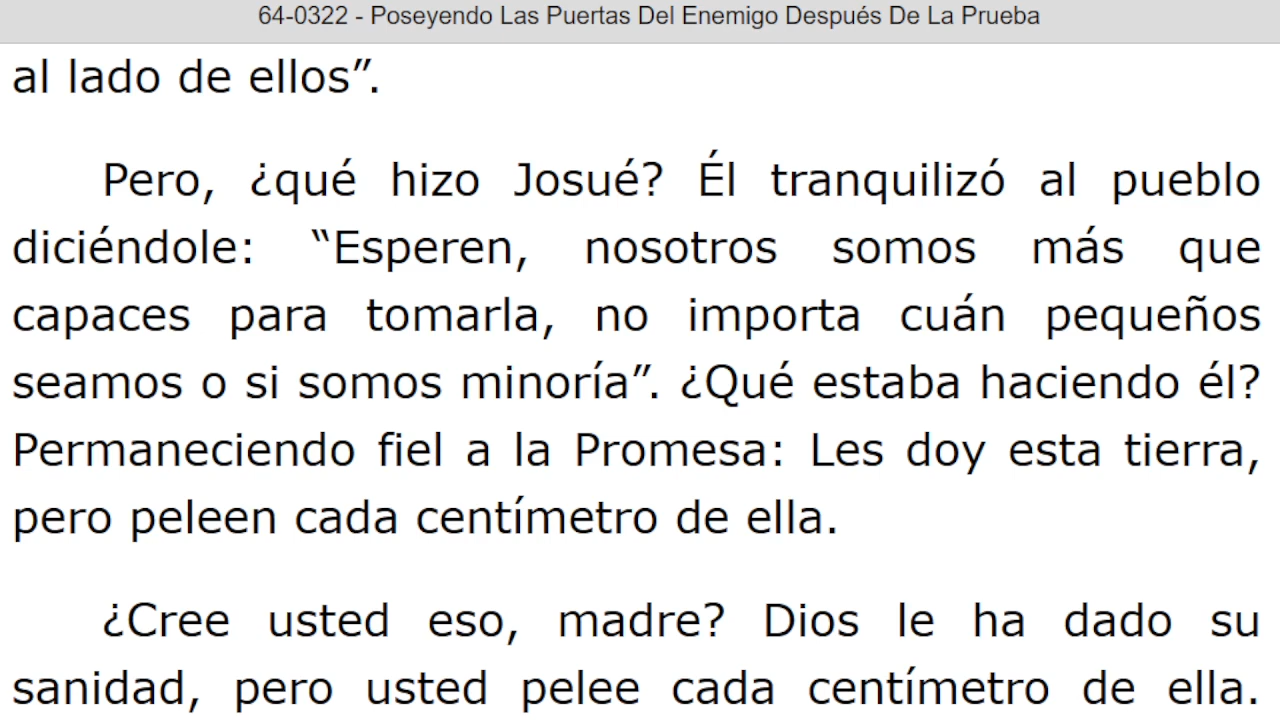 64-0322 - Poseyendo Las Puertas Del Enemigo Después De La Prueba
al lado de ellos”.
Pero, ¿qué hizo Josué? Él tranquilizó al pueblo
diciéndole: “Esperen, nosotros somos más que
capaces para tomarla, no importa cuán pequeños
seamos o si somos minoría”. ¿Qué estaba haciendo él?
Permaneciendo fiel a la Promesa: Les doy esta tierra,
pero peleen cada centímetro de ella.
¿Cree usted eso, madre? Dios le ha dado su
sanidad, pero usted pelee cada centímetro de ella.